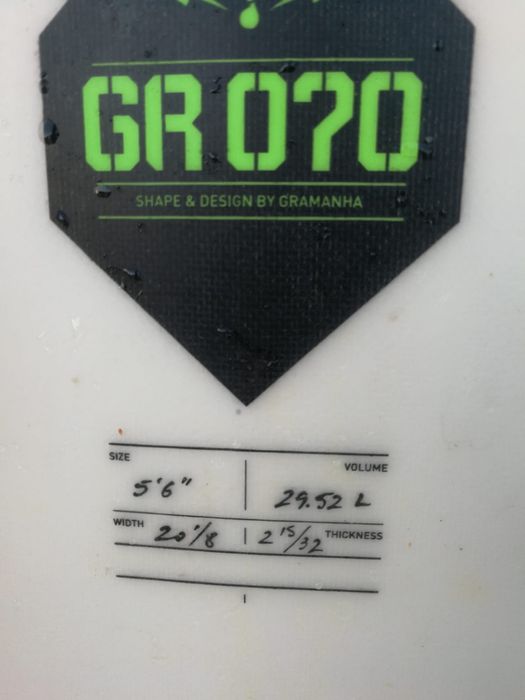 GR070
SHAPE & DESIGN BY GRAMANHA
SIZE
VOLUME
5'6"
29.52 L
WIDTH 20 1/8
2 15/32 THICKNESS